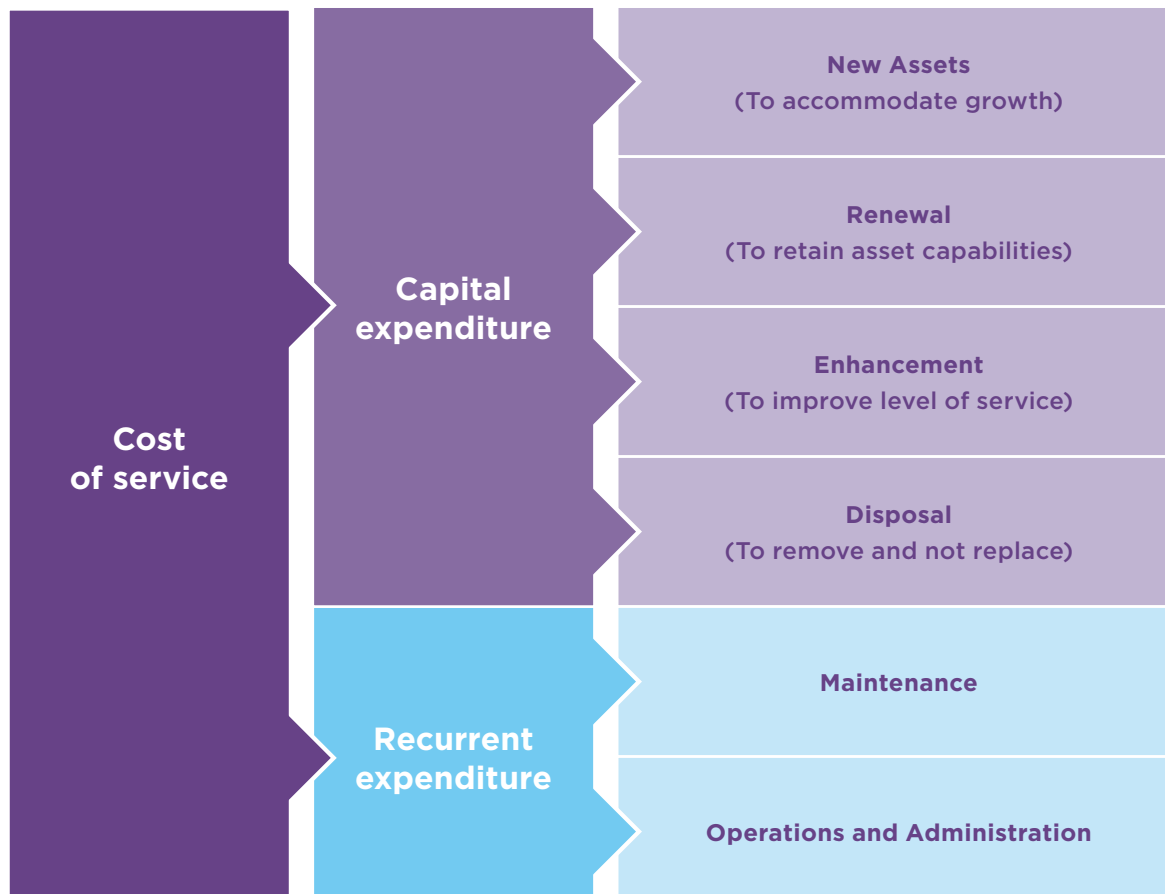 Cost
of service
Capital
expenditure
New Assets
(To accommodate growth)
Renewal
(To retain asset capabilities)
Enhancement
(To improve level of service)
Disposal
(To remove and not replace)
Recurrent
expenditure
Maintenance
Operations and Administration